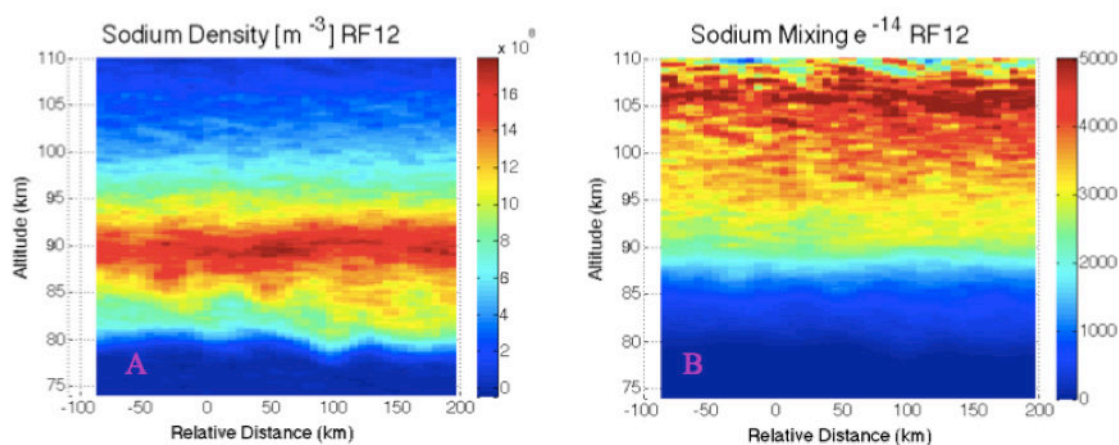 Sodium Density [m -3] RF12
x 10 8
110
105
100
95
90
85
80
75
Altitude (km)
-100 -50 0 50 100 150 200
Relative Distance (km)
16
14
12
10
8
6
4
2
0
A
Sodium Mixing e -14 RF12
110
105
100
95
90
85
80
75
Altitude (km)
-100 -50 0 50 100 150 200
Relative Distance (km)
5000
4000
3000
2000
1000
0
B